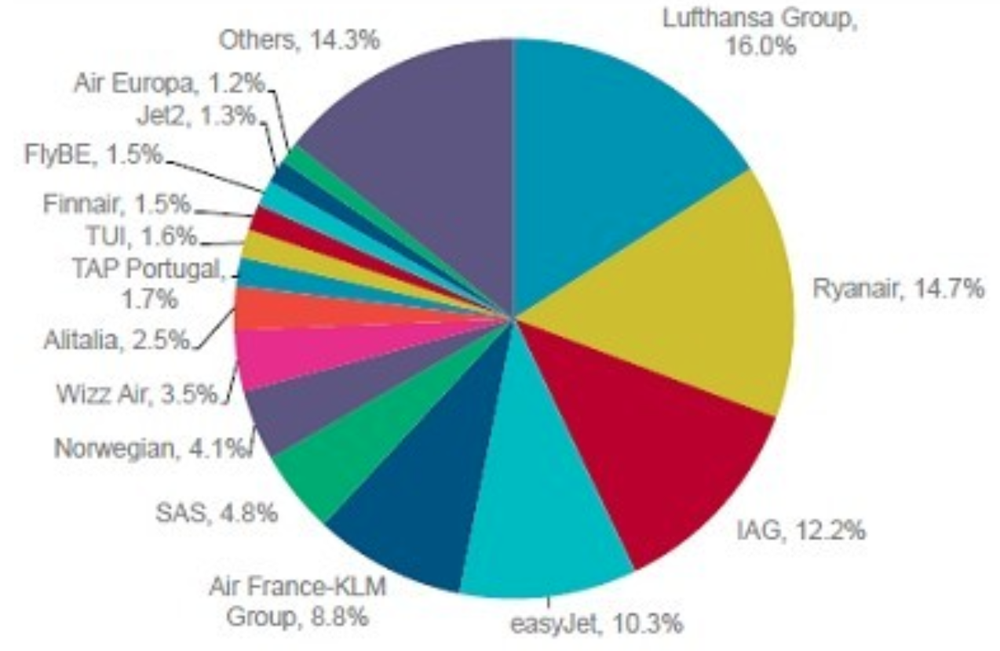 Lufthansa Group,
16.0%
Ryanair, 14.7%
IAG, 12.2%
easyJet, 10.3%
Air France-KLM
Group, 8.8%
SAS, 4.8%
Norwegian, 4.1%
Wizz Air, 3.5%
Alitalia, 2.5%
TAP Portugal,
1.7%
TUI, 1.6%
Finnair, 1.5%
FlyBE, 1.5%
Jet2, 1.3%
Air Europa, 1.2%
Others, 14.3%